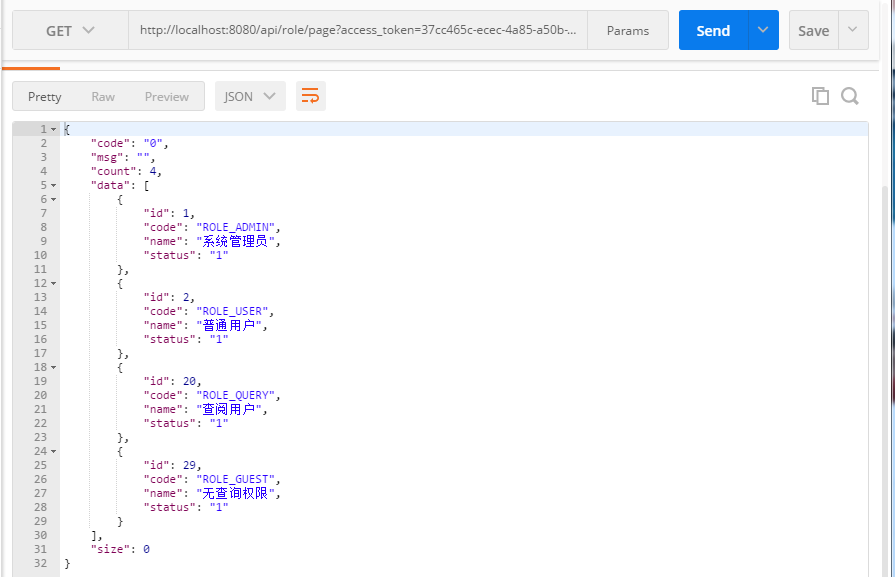 GET http://localhost:8080/api/role/page?access_token=37cc465c-ecec-4a85-a50b-... Params Send Save
Pretty Raw Preview JSON
1 {
2 "code": "0",
3 "msg": "",
4 "count": 4,
5 "data": [
6 {
7 "id": 1,
8 "code": "ROLE_ADMIN",
9 "name": "系统管理员",
10 "status": "1"
11 },
12 {
13 "id": 2,
14 "code": "ROLE_USER",
15 "name": "普通用户",
16 "status": "1"
17 },
18 {
19 "id": 20,
20 "code": "ROLE_QUERY",
21 "name": "查阅用户",
22 "status": "1"
23 },
24 {
25 "id": 29,
26 "code": "ROLE_GUEST",
27 "name": "无查询权限",
28 "status": "1"
29 }
30 ],
31 "size": 0
32 }